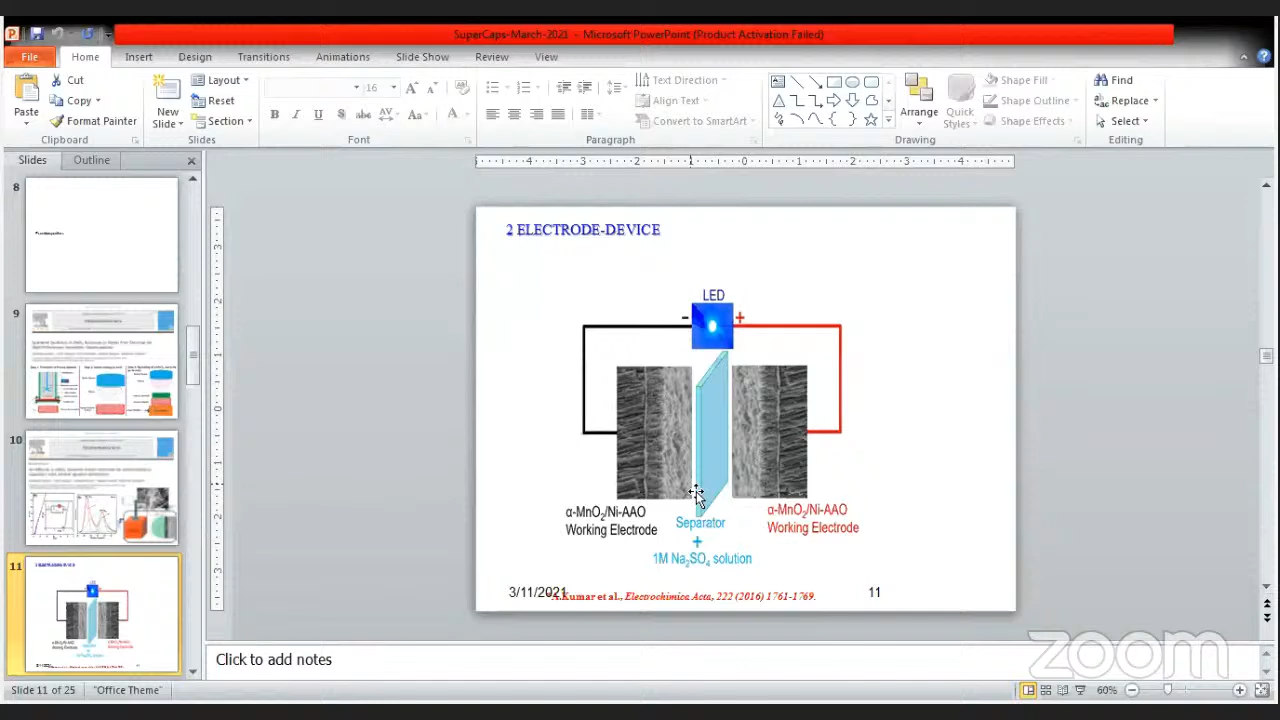 SuperCaps-March-2021 - Microsoft PowerPoint (Product Activation Failed)
File Home Insert Design Transitions Animations Slide Show Review View
Paste
Cut
Copy
Format Painter
Clipboard
New
Slide
Layout
Reset
Section
Slides
16
Font
Text Direction
Align Text
Convert to SmartArt
Paragraph
Arrange
Quick
Styles
Shape Fill
Shape Outline
Shape Effects
Drawing
Find
Replace
Select
Editing
Slides Outline
8
9
10
11
2 ELECTRODE-DEVICE
LED
- +
α-MnO2/Ni-AAO
Working Electrode
Separator
+
1M Na2SO4 solution
α-MnO2/Ni-AAO
Working Electrode
3/11/2021
A.Kumar et al., Electrochimica Acta, 222 (2016) 1761-1769.
11
Click to add notes
Slide 11 of 25 "Office Theme" 60%
zoom